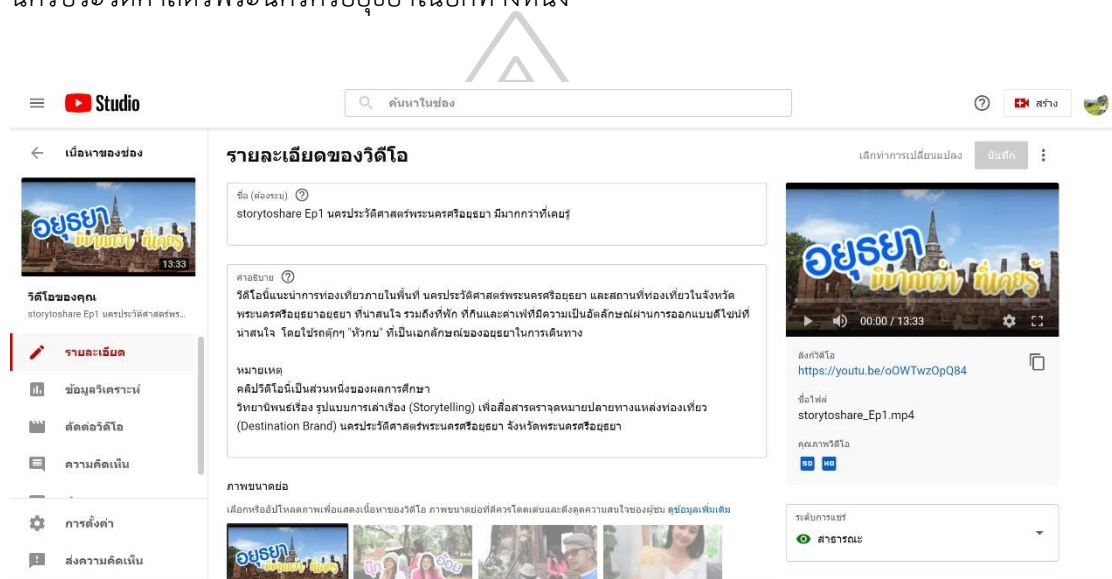 Studio
ค้นหาในช่อง
สร้าง
เนื้อหาของช่อง
รายละเอียดของวิดีโอ
เลิกทำการเปลี่ยนแปลง
บันทึก
อยุธยา
มีมากกว่า ที่เคยรู้
13:33
วิดีโอของคุณ
storytoshare Ep1 นครประวัติศาสตร์พร...
รายละเอียด
ข้อมูลวิเคราะห์
ตัดต่อวิดีโอ
ความคิดเห็น
การตั้งค่า
ส่งความคิดเห็น
ชื่อ (ต้องระบุ)
storytoshare Ep1 นครประวัติศาสตร์พระนครศรีอยุธยา มีมากกว่าที่เคยรู้
คำอธิบาย
วิดีโอนี้แนะนำการท่องเที่ยวภายในพื้นที่ นครประวัติศาสตร์พระนครศรีอยุธยา และสถานที่ท่องเที่ยวในจังหวัด
พระนครศรีอยุธยาอยุธยา ที่น่าสนใจ รวมถึงที่พัก ที่กินและคาเฟ่ที่มีความเป็นอัตลักษณ์ผ่านการออกแบบดีไซน์ที่
น่าสนใจ โดยใช้รถตุ๊กๆ "หัวกบ" ที่เป็นเอกลักษณ์ของอยุธยาในการเดินทาง
หมายเหตุ
คลิปวีดีโอนี้เป็นส่วนหนึ่งของผลการศึกษา
วิทยานิพนธ์เรื่อง รูปแบบการเล่าเรื่อง (Storytelling) เพื่อสื่อสารตราจุดหมายปลายทางแหล่งท่องเที่ยว
(Destination Brand) นครประวัติศาสตร์พระนครศรีอยุธยา จังหวัดพระนครศรีอยุธยา
ภาพขนาดย่อ
เลือกหรืออัปโหลดภาพเพื่อแสดงเนื้อหาของวิดีโอ ภาพขนาดย่อที่ดีควรโดดเด่นและดึงดูดความสนใจของผู้ชม ดูข้อมูลเพิ่มเติม
อยุธยา
มีมากกว่า ที่เคยรู้
อยุธยา
มีมากกว่า ที่เคยรู้
00:00 / 13:33
ลิงก์วิดีโอ
https://youtu.be/oOWTwzOpQ84
ชื่อไฟล์
storytoshare_Ep1.mp4
คุณภาพวิดีโอ
SD HD
ระดับการแชร์
สาธารณะ